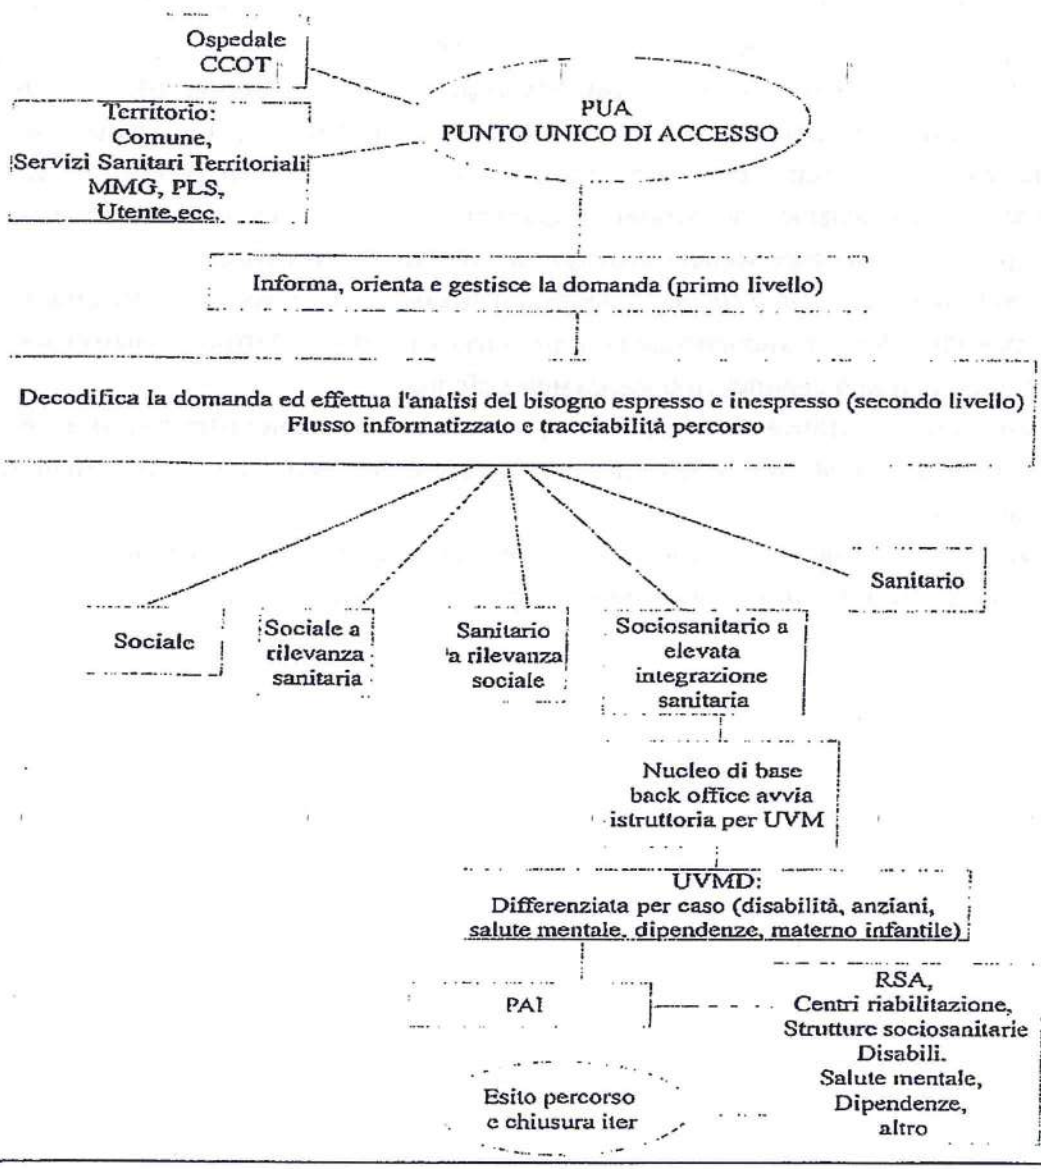 Ospedale
CCOT
PUA
PUNTO UNICO DI ACCESSO
Territorio:
Comune,
Servizi Sanitari Territoriali
MMG, PLS,
Utente,ecc.
Informa, orienta e gestisce la domanda (primo livello)
Decodifica la domanda ed effettua l'analisi del bisogno espresso e inespresso (secondo livello)
Flusso informatizzato e tracciabilità percorso
Sociale
Sociale a
rilevanza
sanitaria
Sanitario
a rilevanza
sociale
Sociosanitario a
elevata
integrazione
sanitaria
Sanitario
Nucleo di base
back office avvia
istruttoria per UVM
UVMD:
Differenziata per caso (disabilità, anziani,
salute mentale, dipendenze, materno infantile)
PAI
RSA,
Centri riabilitazione,
Strutture sociosanitarie
Disabili.
Salute mentale,
Dipendenze,
altro
Esito percorso
e chiusura iter